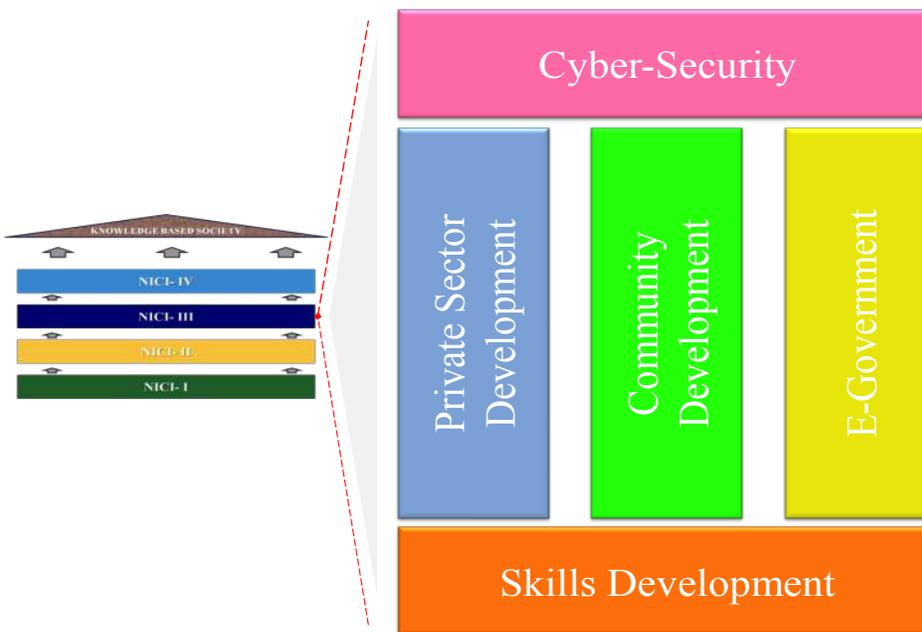 KNOWLEDGE BASED SOCIETY
NICI- IV
NICI- III
NICI- II
NICI- I
Cyber-Security
Private Sector
Development
Community
Development
E-Government
Skills Development